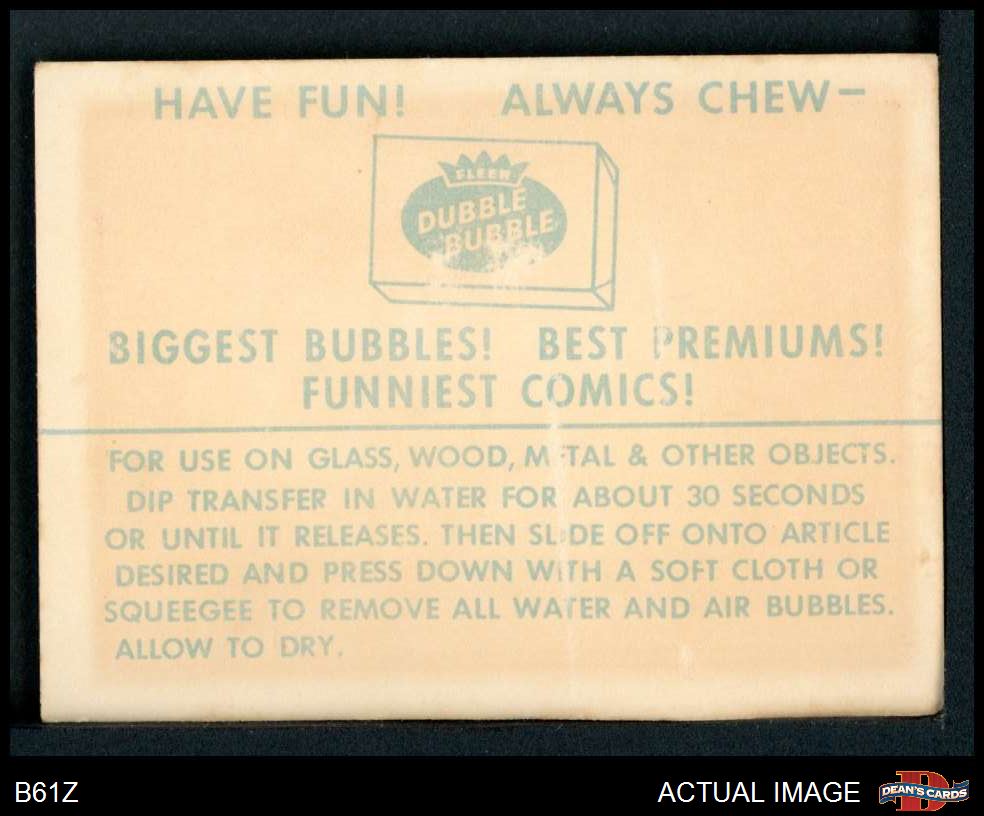 HAVE FUN! ALWAYS CHEW—
FLEER
DUBBLE
BUBBLE
BIGGEST BUBBLES! BEST PREMIUMS!
FUNNIEST COMICS!
FOR USE ON GLASS, WOOD, METAL & OTHER OBJECTS.
DIP TRANSFER IN WATER FOR ABOUT 30 SECONDS
OR UNTIL IT RELEASES. THEN SLIDE OFF ONTO ARTICLE
DESIRED AND PRESS DOWN WITH A SOFT CLOTH OR
SQUEEGEE TO REMOVE ALL WATER AND AIR BUBBLES.
ALLOW TO DRY.
B61Z
ACTUAL IMAGE
DEAN'S CARDS